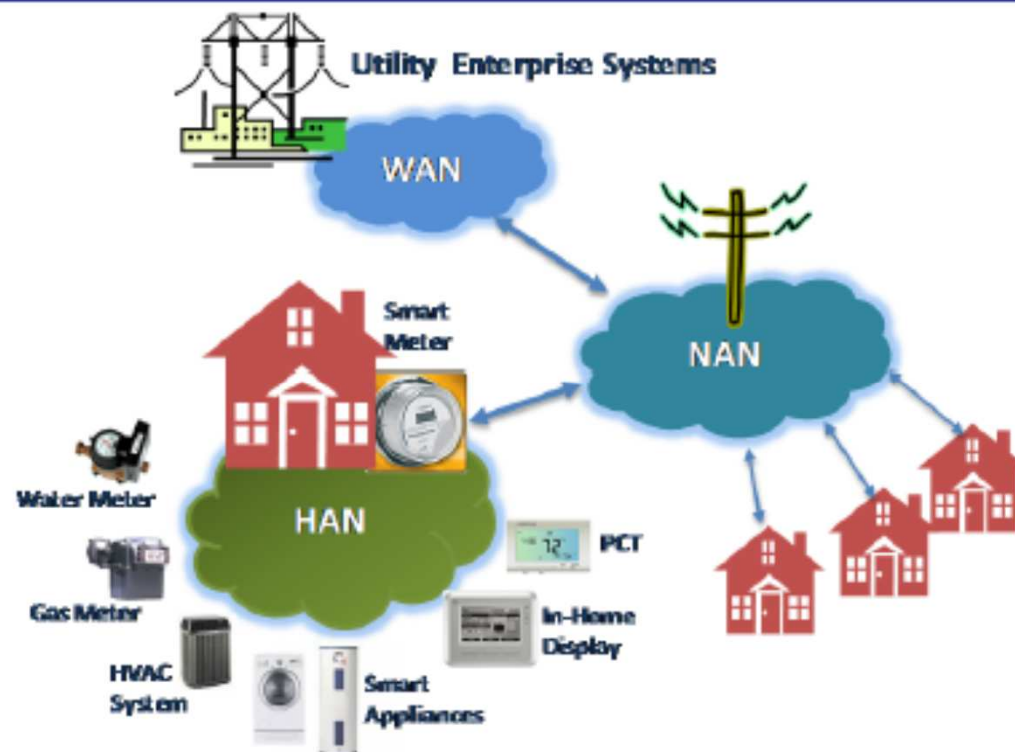 Utility Enterprise Systems
WAN
Smart
Meter
NAN
Water Meter
HAN
PCT
72
Gas Meter
In-Home
Display
HVAC
System
Smart
Appliances